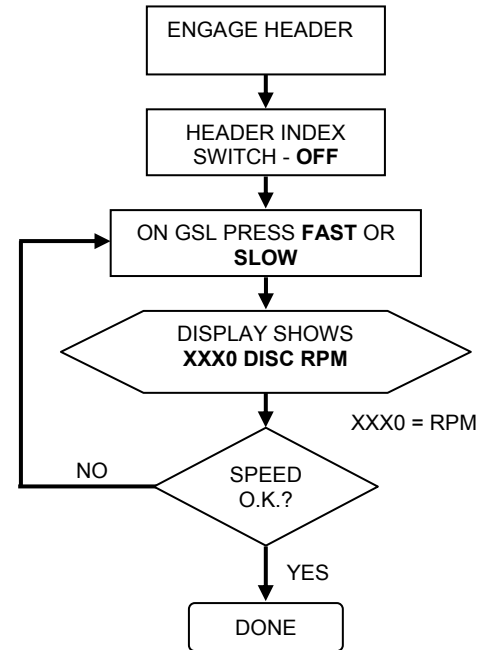 ENGAGE HEADER
HEADER INDEX
SWITCH - OFF
ON GSL PRESS FAST OR
SLOW
DISPLAY SHOWS
XXX0 DISC RPM
XXX0 = RPM
NO
SPEED
O.K.?
YES
DONE